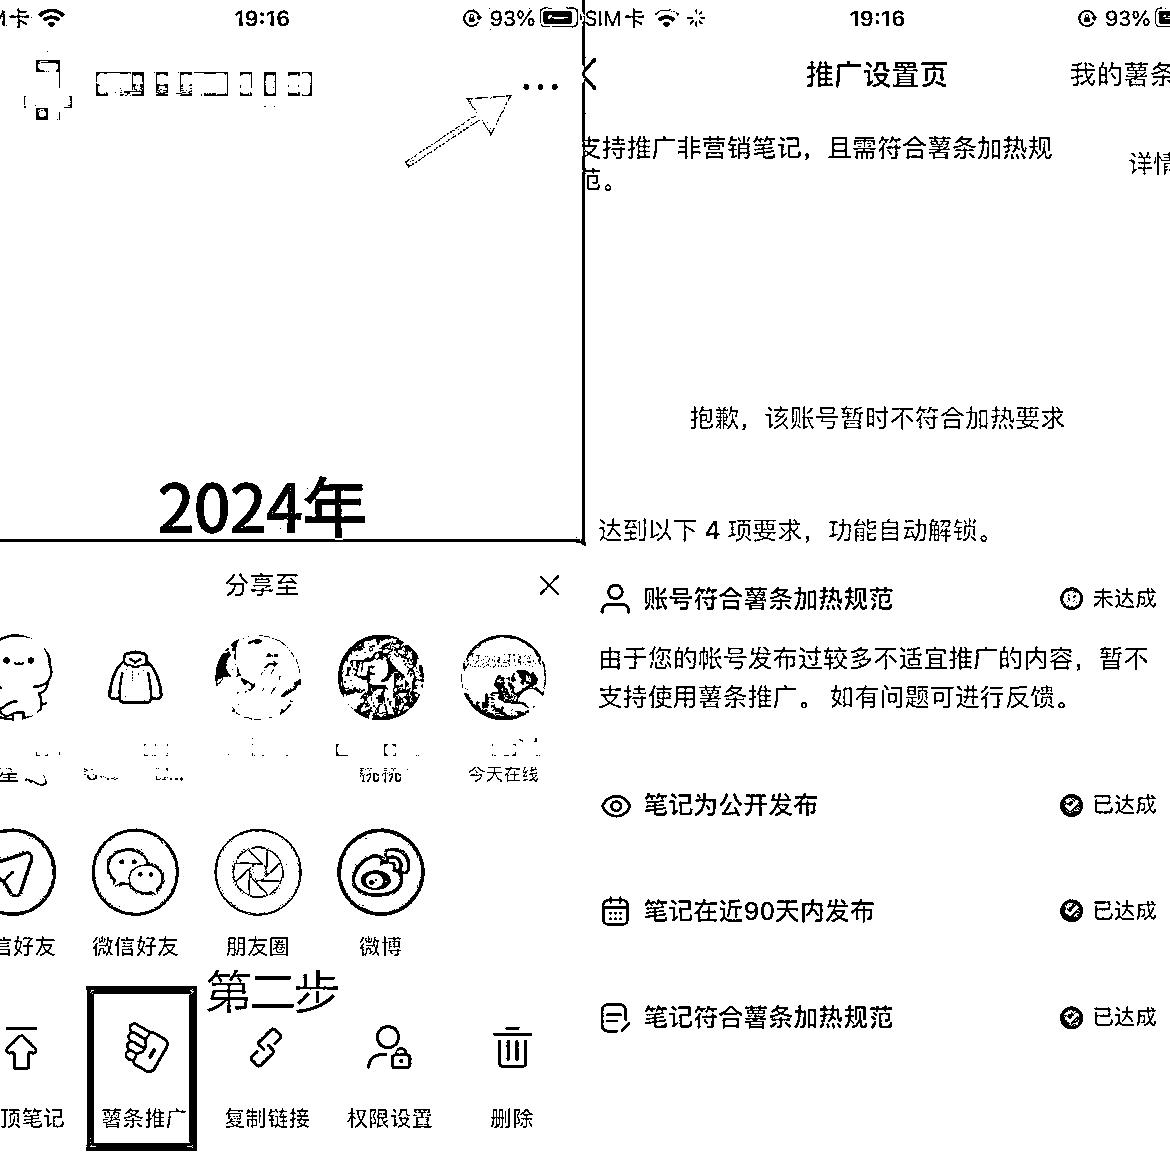 卡
19:16
93%
2024年
分享至
今天在线
信好友
微信好友
朋友圈
微博
第二步
顶笔记
薯条推广
复制链接
权限设置
删除
SIM卡
19:16
93%
推广设置页
我的薯条
支持推广非营销笔记，且需符合薯条加热规
范。
详情
抱歉，该账号暂时不符合加热要求
达到以下 4 项要求，功能自动解锁。
账号符合薯条加热规范
未达成
由于您的帐号发布过较多不适宜推广的内容，暂不
支持使用薯条推广。 如有问题可进行反馈。
笔记为公开发布
已达成
笔记在近90天内发布
已达成
笔记符合薯条加热规范
已达成